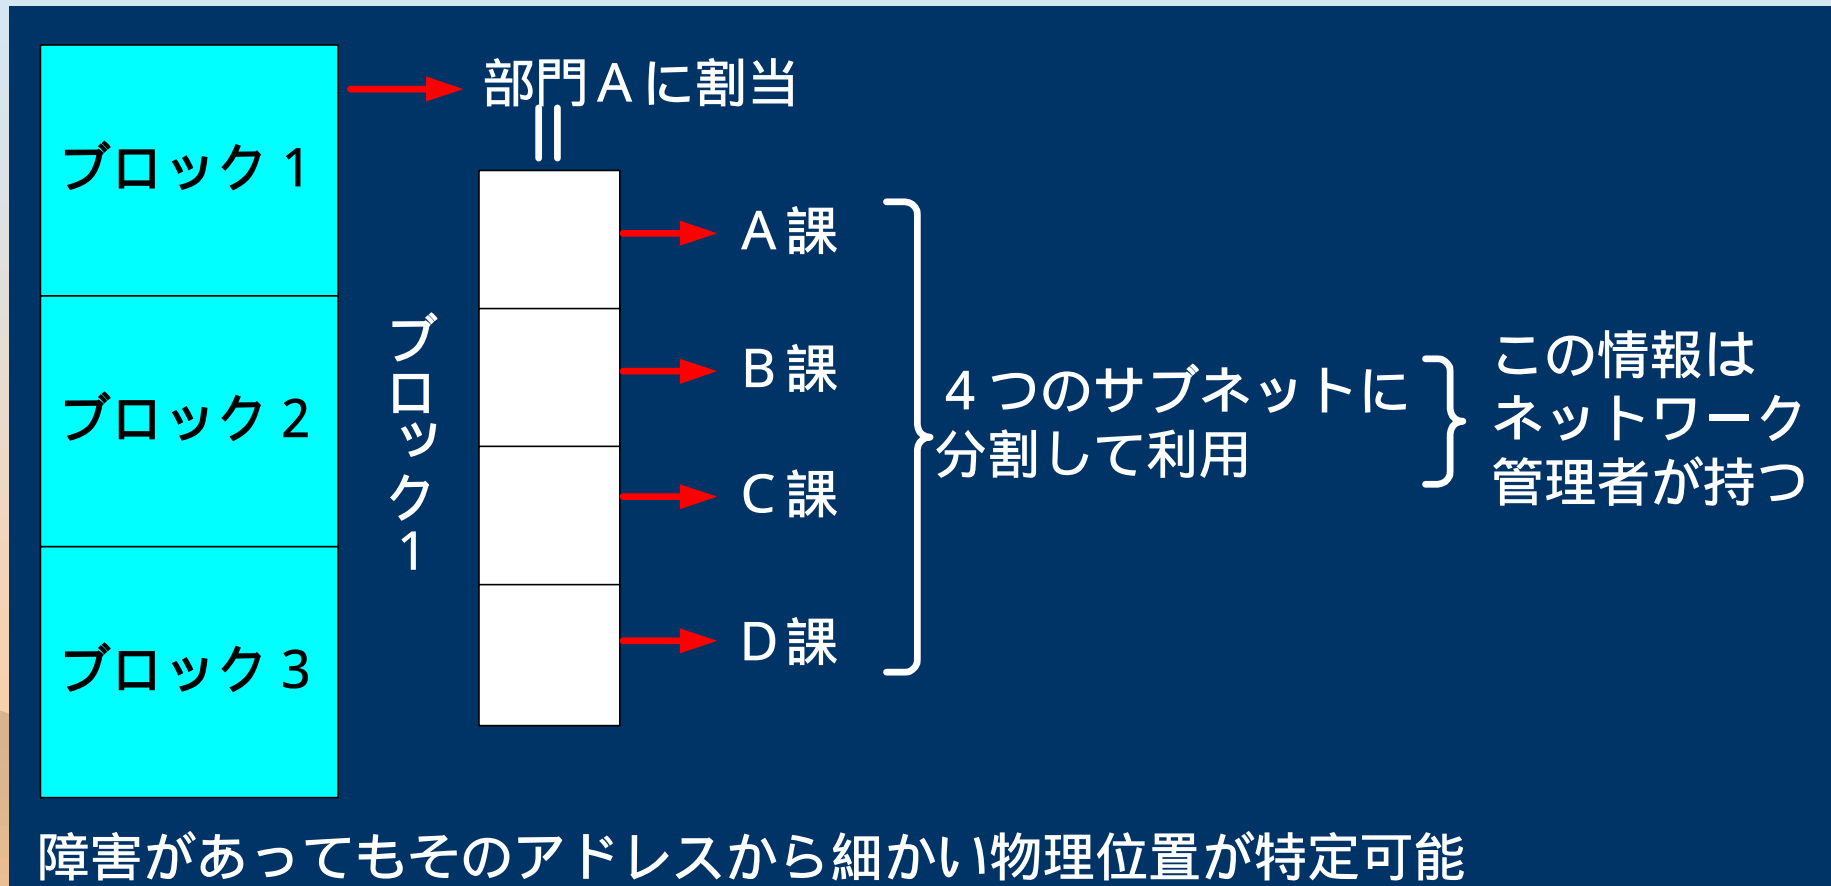 ブロック 1
ブロック 2
ブロック 3
部門Aに割当
ブロック1
A 課
B 課
C 課
D 課
4 つのサブネットに
分割して利用
この情報は
ネットワーク
管理者が持つ
障害があってもそのアドレスから細かい物理位置が特定可能